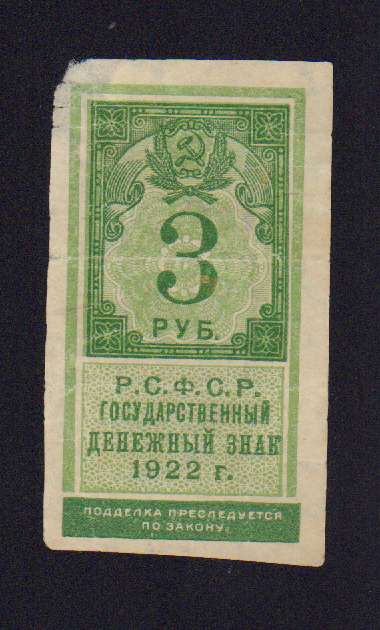 3
РУБ.
Р.С.Ф.С.Р.
ГОСУДАРСТВЕННЫЙ
ДЕНЕЖНЫЙ ЗНАК
1922 г.
ПОДДЕЛКА ПРЕСЛЕДУЕТСЯ
ПО ЗАКОНУ.